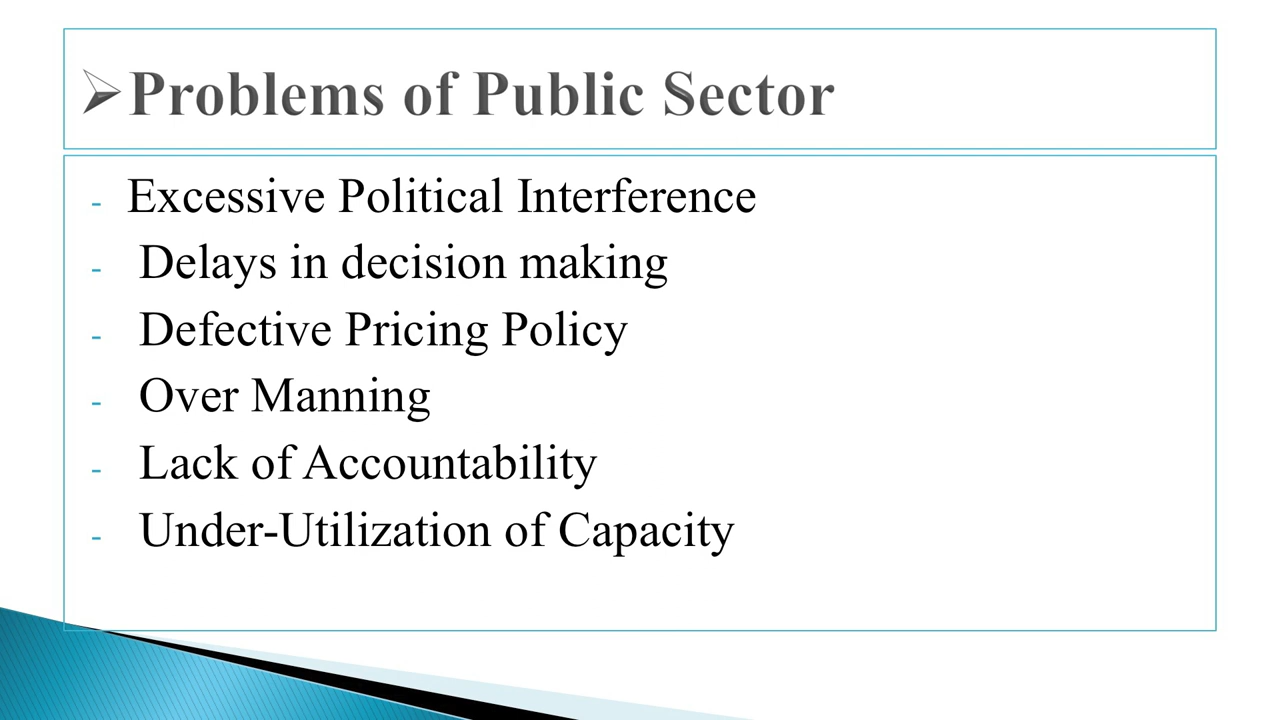 ➢Problems of Public Sector
- Excessive Political Interference
- Delays in decision making
- Defective Pricing Policy
- Over Manning
- Lack of Accountability
- Under-Utilization of Capacity